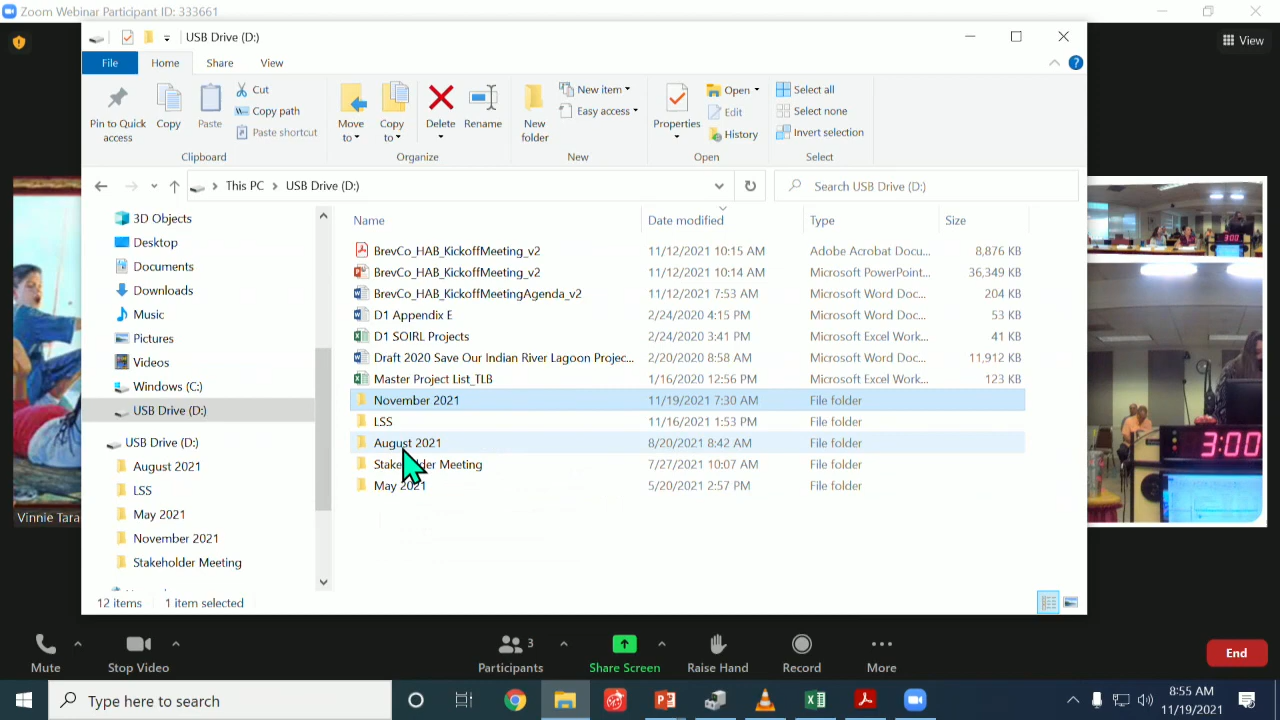 Zoom Webinar Participant ID: 333661
USB Drive (D:)
View
File Home Share View
Pin to Quick access
Copy
Paste
Cut
Copy path
Paste shortcut
Move to
Copy to
Delete
Rename
New folder
New item
Easy access
Properties
Open
Edit
History
Select all
Select none
Invert selection
Clipboard Organize New Open Select
This PC USB Drive (D:)
Search USB Drive (D:)
Name Date modified Type Size
3D Objects
Desktop
Documents
Downloads
Music
Pictures
Videos
Windows (C:)
USB Drive (D:)
USB Drive (D:)
August 2021
LSS
May 2021
November 2021
Stakeholder Meeting
BrevCo_HAB_KickoffMeeting_v2 11/12/2021 10:15 AM Adobe Acrobat Docu... 8,876 KB
BrevCo_HAB_KickoffMeeting_v2 11/12/2021 10:14 AM Microsoft PowerPoint... 36,349 KB
BrevCo_HAB_KickoffMeetingAgenda_v2 11/12/2021 7:53 AM Microsoft Word Doc... 204 KB
D1 Appendix E 2/24/2020 4:15 PM Microsoft Word Doc... 53 KB
D1 SOIRL Projects 2/24/2020 3:41 PM Microsoft Excel Work... 41 KB
Draft 2020 Save Our Indian River Lagoon Projec... 2/20/2020 8:58 AM Microsoft Word Doc... 11,912 KB
Master Project List_TLB 1/16/2020 12:56 PM Microsoft Excel Work... 123 KB
November 2021 11/19/2021 7:30 AM File folder
LSS 11/16/2021 1:53 PM File folder
August 2021 8/20/2021 8:42 AM File folder
Stakeholder Meeting 7/27/2021 10:07 AM File folder
May 2021 5/20/2021 2:57 PM File folder
3:00
3:00
Vinnie Tara
12 items 1 item selected
Mute
Stop Video
3
Participants
Share Screen
Raise Hand
Record
More
End
Type here to search
8:55 AM
11/19/2021